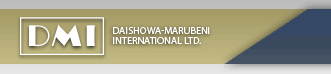 DMI
DAISHOWA-MARUBENI
INTERNATIONAL LTD.